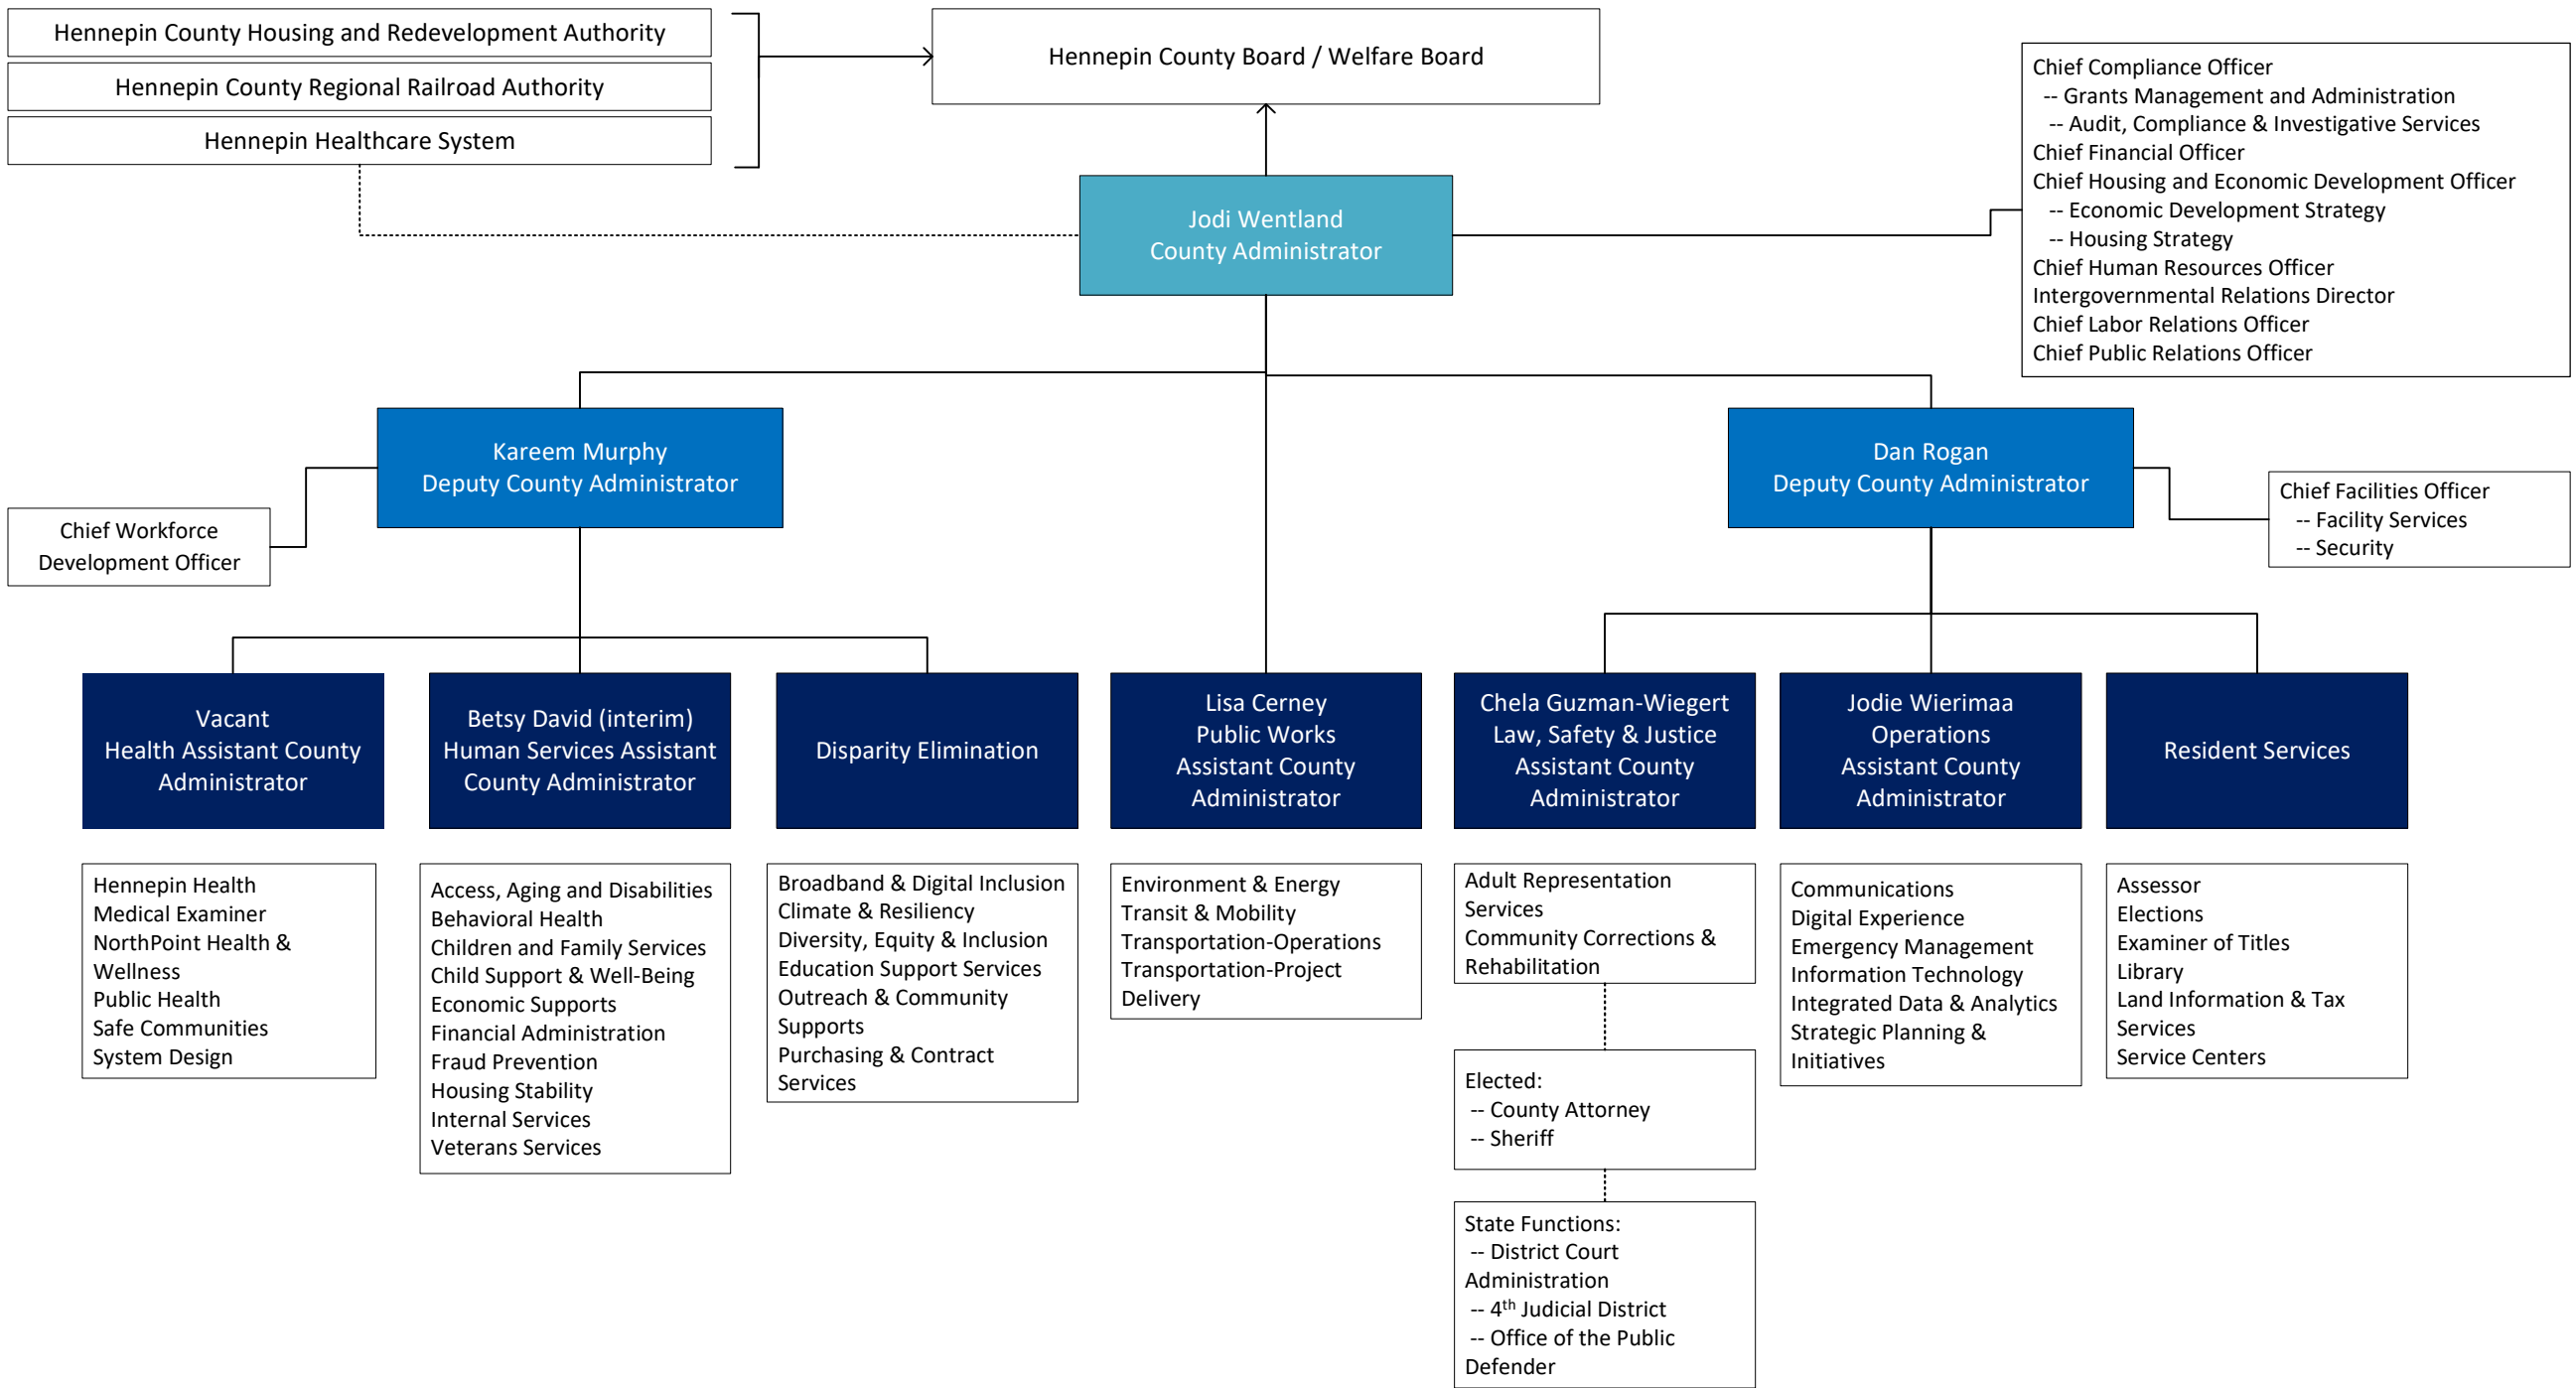 Hennepin County Housing and Redevelopment Authority
Hennepin County Regional Railroad Authority
Hennepin Healthcare System
Hennepin County Board / Welfare Board
Chief Compliance Officer
-- Grants Management and Administration
-- Audit, Compliance & Investigative Services
Chief Financial Officer
Chief Housing and Economic Development Officer
-- Economic Development Strategy
-- Housing Strategy
Chief Human Resources Officer
Intergovernmental Relations Director
Chief Labor Relations Officer
Chief Public Relations Officer
Jodi Wentland
County Administrator
Kareem Murphy
Deputy County Administrator
Dan Rogan
Deputy County Administrator
Chief Workforce
Development Officer
Chief Facilities Officer
-- Facility Services
-- Security
Vacant
Health Assistant County
Administrator
Betsy David (interim)
Human Services Assistant
County Administrator
Disparity Elimination
Lisa Cerney
Public Works
Assistant County
Administrator
Chela Guzman-Wiegert
Law, Safety & Justice
Assistant County
Administrator
Jodie Wierimaa
Operations
Assistant County
Administrator
Resident Services
Hennepin Health
Medical Examiner
NorthPoint Health &
Wellness
Public Health
Safe Communities
System Design
Access, Aging and Disabilities
Behavioral Health
Children and Family Services
Child Support & Well-Being
Economic Supports
Financial Administration
Fraud Prevention
Housing Stability
Internal Services
Veterans Services
Broadband & Digital Inclusion
Climate & Resiliency
Diversity, Equity & Inclusion
Education Support Services
Outreach & Community
Supports
Purchasing & Contract
Services
Environment & Energy
Transit & Mobility
Transportation-Operations
Transportation-Project
Delivery
Adult Representation
Services
Community Corrections &
Rehabilitation
Elected:
-- County Attorney
-- Sheriff
State Functions:
-- District Court
Administration
-- 4th Judicial District
-- Office of the Public
Defender
Communications
Digital Experience
Emergency Management
Information Technology
Integrated Data & Analytics
Strategic Planning &
Initiatives
Assessor
Elections
Examiner of Titles
Library
Land Information & Tax
Services
Service Centers